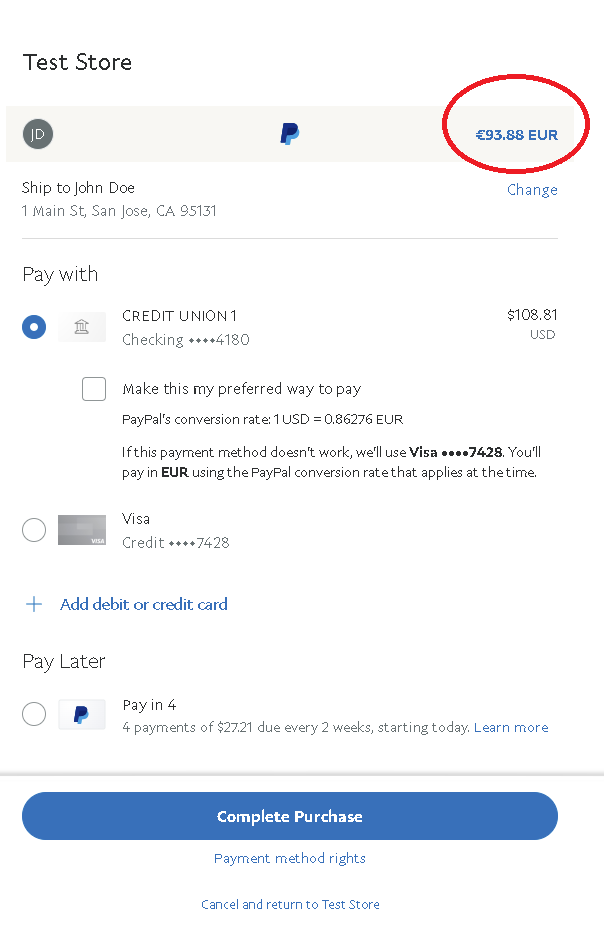 Test Store
JD
€93.88 EUR
Ship to John Doe
Change
1 Main St, San Jose, CA 95131
Pay with
CREDIT UNION 1
$108.81
Checking ••••4180
USD
Make this my preferred way to pay
PayPal's conversion rate: 1 USD = 0.86276 EUR
If this payment method doesn't work, we'll use Visa ••••7428. You'll
pay in EUR using the PayPal conversion rate that applies at the time.
Visa
VISA
Credit ••••7428
Add debit or credit card
Pay Later
Pay in 4
4 payments of $27.21 due every 2 weeks, starting today. Learn more
Complete Purchase
Payment method rights
Cancel and return to Test Store